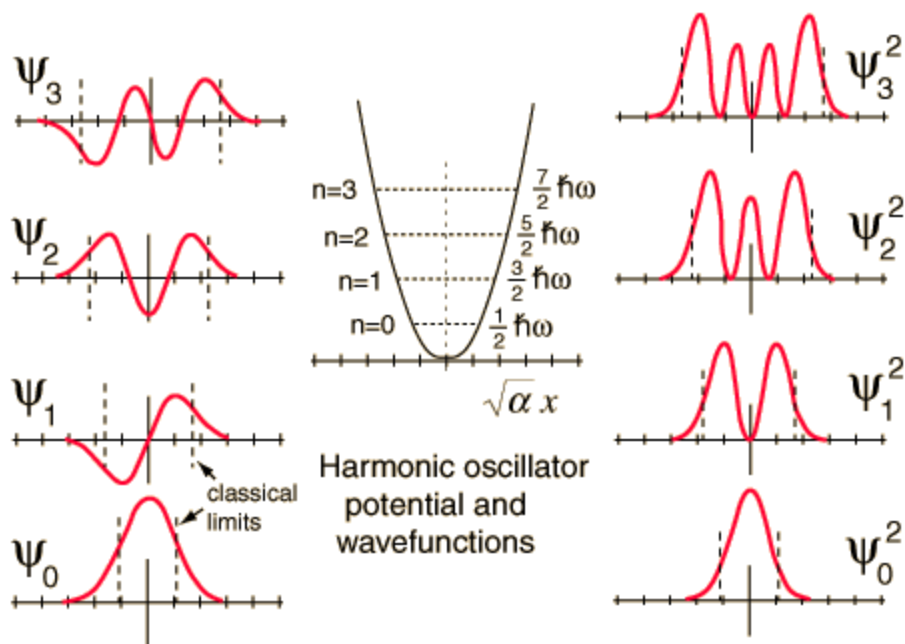 ψ₃
ψ₂
ψ₁
ψ₀
classical
limits
n=3
n=2
n=1
n=0
7/2 ħω
5/2 ħω
3/2 ħω
1/2 ħω
√α x
Harmonic oscillator
potential and
wavefunctions
ψ₃²
ψ₂²
ψ₁²
ψ₀²